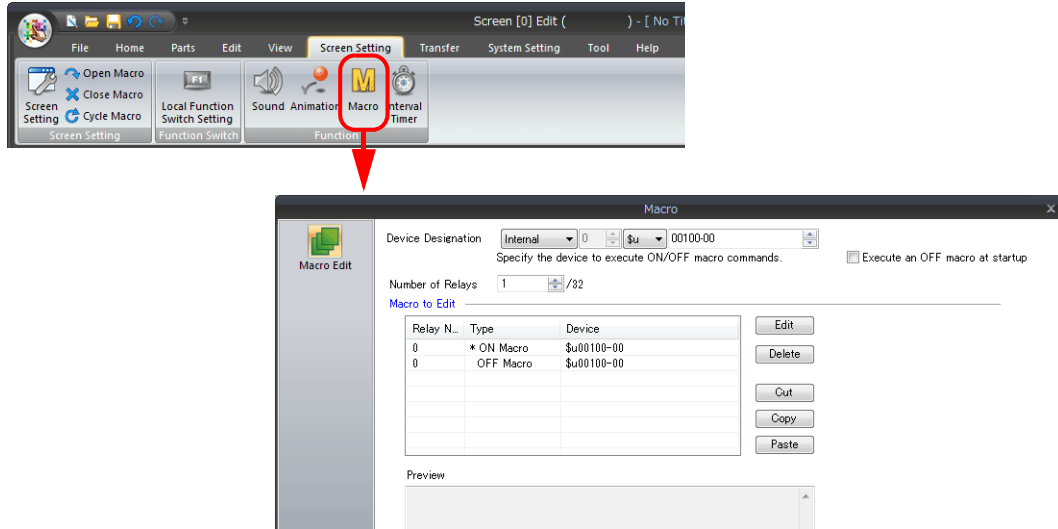 Screen [0] Edit ( ) - [ No Tit
File Home Parts Edit View Screen Setting Transfer System Setting Tool Help
Screen Setting
Open Macro
Close Macro
Cycle Macro
F1
Local Function Switch Setting
Sound Animation Macro Interval Timer
Screen Setting Function Switch Function
Macro
Macro Edit
Device Designation Internal 0 $u 00100-00
Specify the device to execute ON/OFF macro commands.
Execute an OFF macro at startup
Number of Relays 1 /32
Macro to Edit
Relay N... Type Device
0 * ON Macro $u00100-00
0 OFF Macro $u00100-00
Edit
Delete
Cut
Copy
Paste
Preview